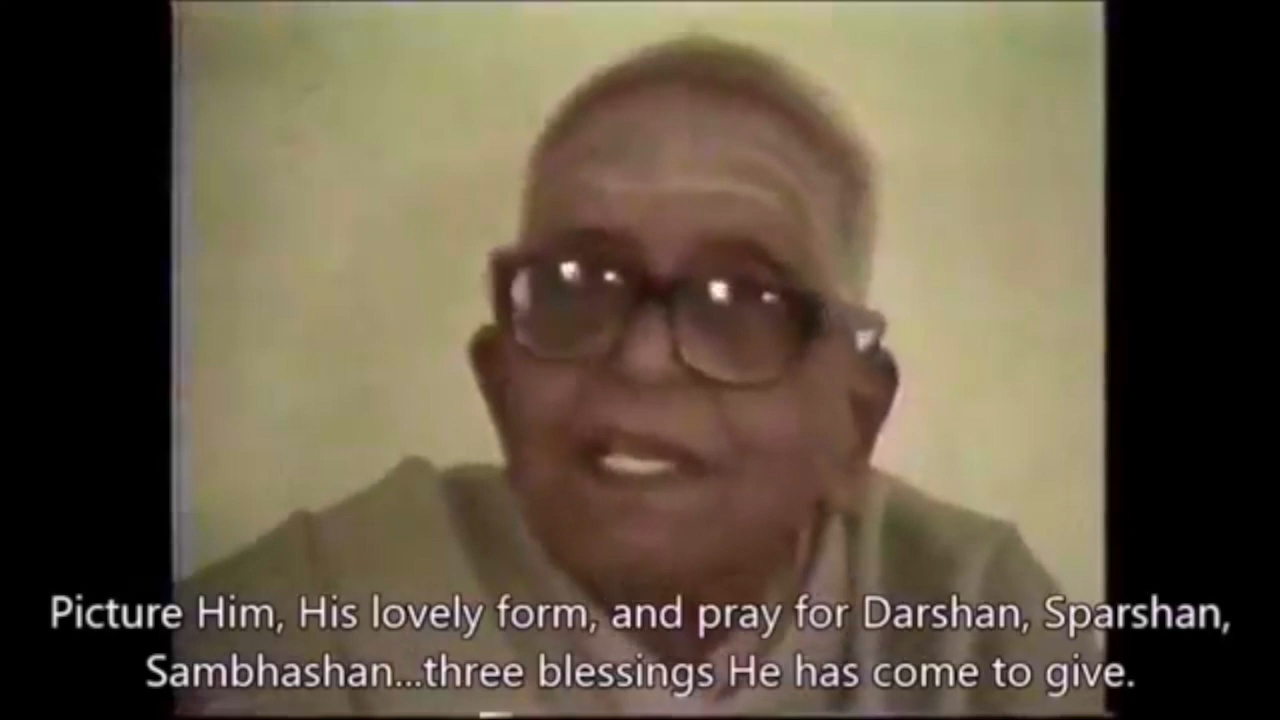 Picture Him, His lovely form, and pray for Darshan, Sparshan,
Sambhashan...three blessings He has come to give.